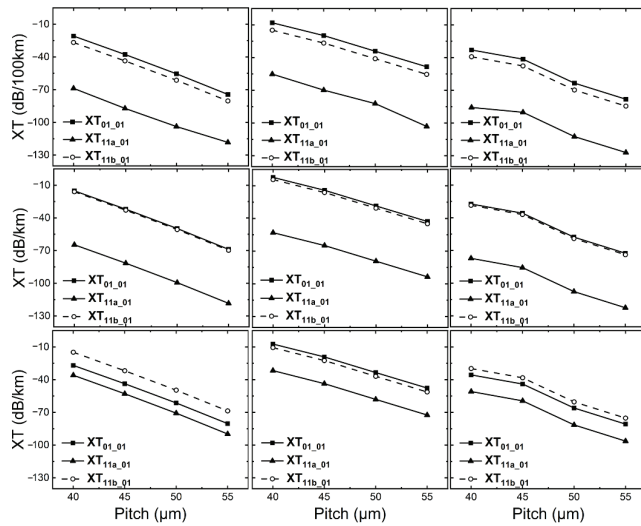 XT (dB/100km)
-10
-40
-70
-100
-130
XT01_01
XT11a_01
XT11b_01
XT01_01
XT11a_01
XT11b_01
XT01_01
XT11a_01
XT11b_01
XT (dB/km)
-10
-40
-70
-100
-130
XT01_01
XT11a_01
XT11b_01
XT01_01
XT11a_01
XT11b_01
XT01_01
XT11a_01
XT11b_01
XT (dB/km)
-10
-40
-70
-100
-130
XT01_01
XT11a_01
XT11b_01
XT01_01
XT11a_01
XT11b_01
XT01_01
XT11a_01
XT11b_01
40 45 50 55 40 45 50 55 40 45 50 55
Pitch (µm) Pitch (µm) Pitch (µm)